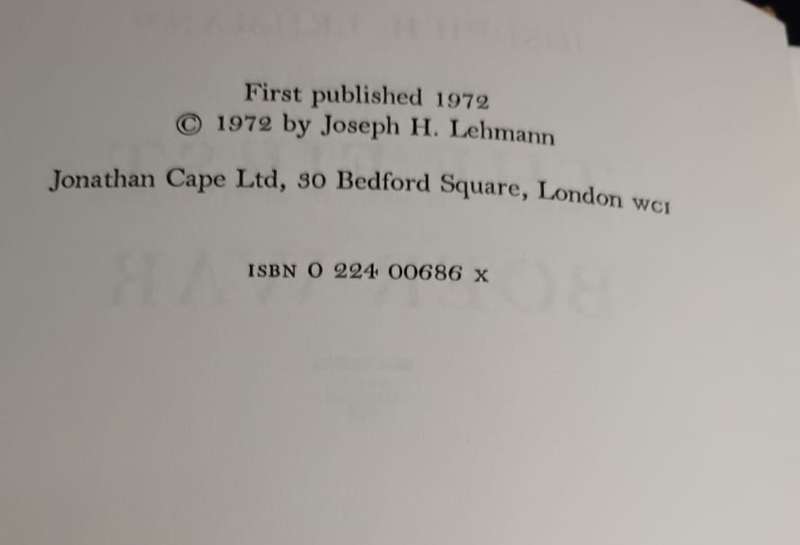 First published 1972
© 1972 by Joseph H. Lehmann
Jonathan Cape Ltd, 30 Bedford Square, London WC1
ISBN 0 224 00686 X